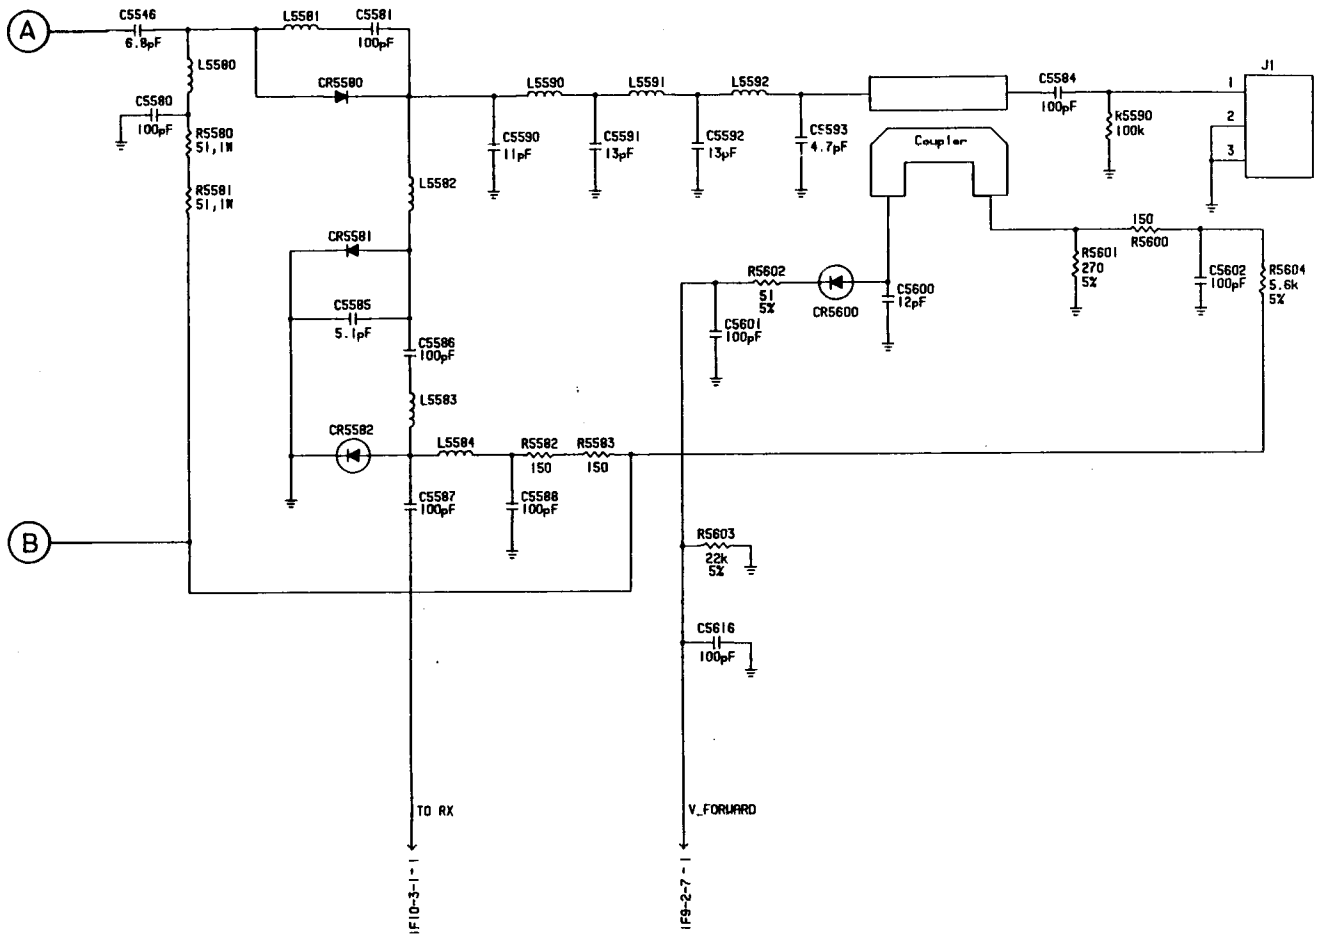 A
C5546
6.8pF
L5581
C5581
100pF
L5580
CR5580
C5580
100pF
R5580
51,1W
R5581
51,1W
L5590
L5591
L5592
C5590
11pF
C5591
13pF
C5592
13pF
C5593
4.7pF
Coupler
C5584
100pF
R5590
100k
J1
1
2
3
L5582
CR5581
C5585
5.1pF
C5586
100pF
L5583
CR5582
L5584
R5582
150
R5583
150
C5587
100pF
C5588
100pF
R5602
51
5%
CR5600
C5600
12pF
C5601
100pF
R5601
270
5%
150
R5600
C5602
100pF
R5604
5.6k
5%
B
R5603
22k
5%
C5616
100pF
TO RX
V_FORWARD
1F10-3-1-1
1F9-2-7-1